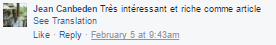 Jean Canbeden Très intéressant et riche comme article
See Translation
Like · Reply · February 5 at 9:43am